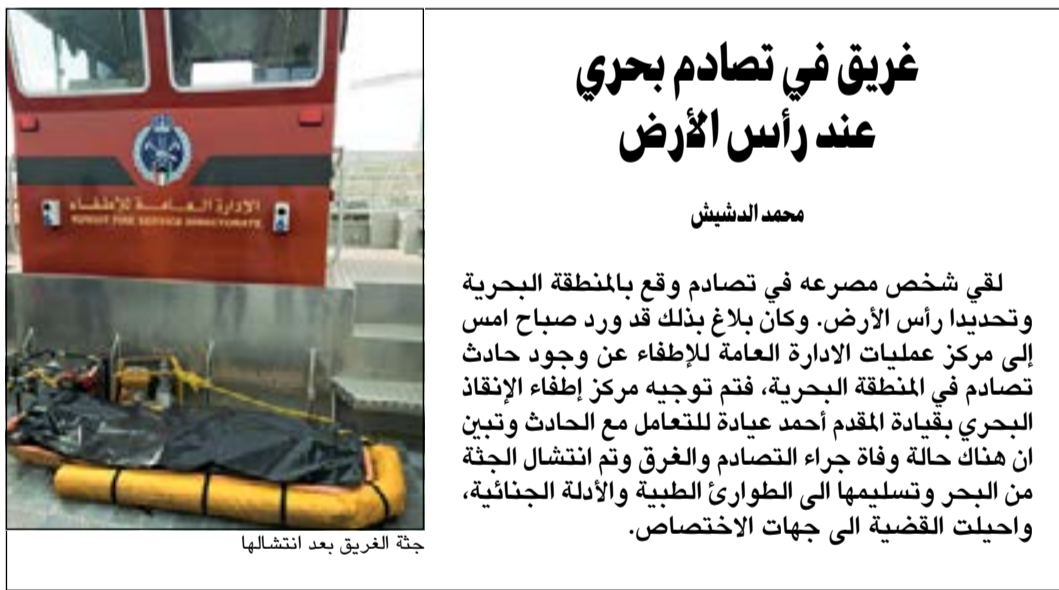 غريق في تصادم بحري
عند رأس الأرض
محمد الدشيش
لقي شخص مصرعه في تصادم وقع بالمنطقة البحرية
وتحديدا رأس الأرض. وكان بلاغ بذلك قد ورد صباح امس
إلى مركز عمليات الادارة العامة للإطفاء عن وجود حادث
تصادم في المنطقة البحرية، فتم توجيه مركز إطفاء الإنقاذ
البحري بقيادة المقدم أحمد عيادة للتعامل مع الحادث وتبين
ان هناك حالة وفاة جراء التصادم والغرق وتم انتشال الجثة
من البحر وتسليمها الى الطوارئ الطبية والأدلة الجنائية،
واحيلت القضية الى جهات الاختصاص.
الادارة العـامـة للأطفـاء
KUWAIT FIRE SERVICE DIRECTORATE
جثة الغريق بعد انتشالها